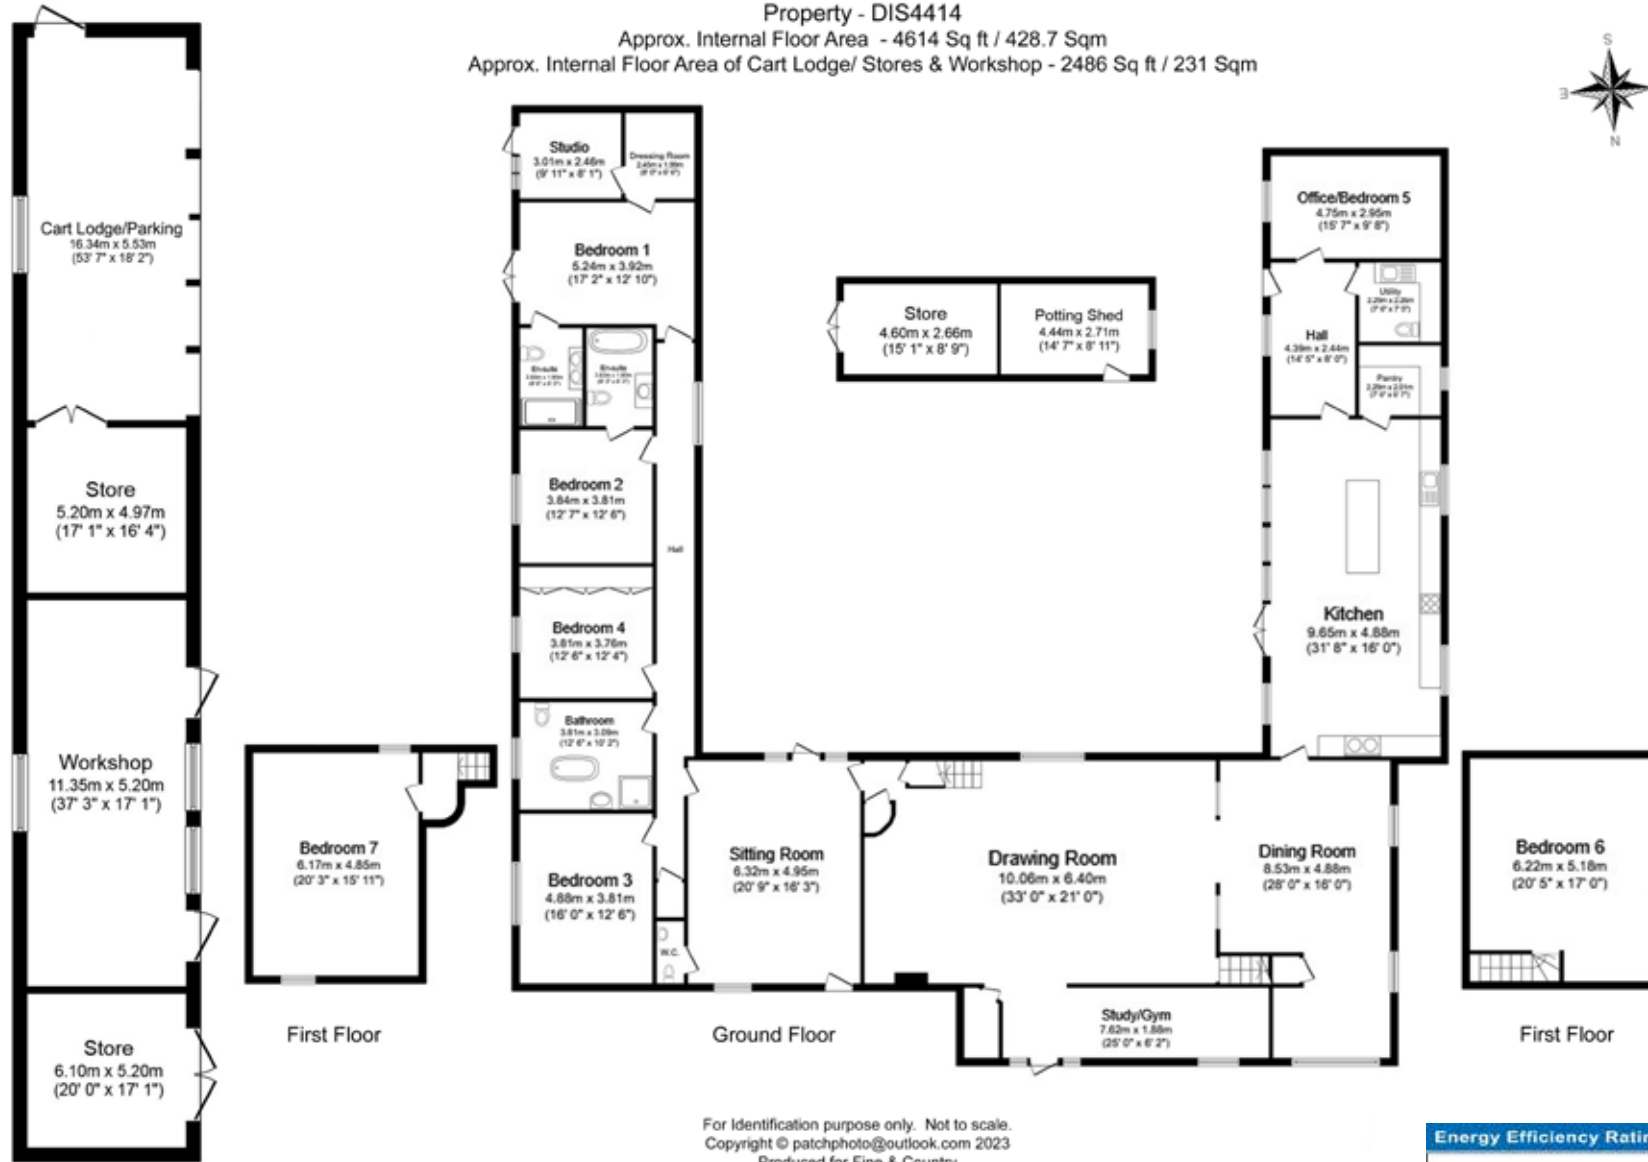 Property - DIS4414
Approx. Internal Floor Area - 4614 Sq ft / 428.7 Sqm
Approx. Internal Floor Area of Cart Lodge/ Stores & Workshop - 2486 Sq ft / 231 Sqm
S
E
N
Cart Lodge/Parking
16.34m x 5.53m
(53' 7" x 18' 2")
Store
5.20m x 4.97m
(17' 1" x 16' 4")
Workshop
11.35m x 5.20m
(37' 3" x 17' 1")
Store
6.10m x 5.20m
(20' 0" x 17' 1")
Bedroom 7
6.17m x 4.85m
(20' 3" x 15' 11")
First Floor
Studio
3.01m x 2.46m
(9' 11" x 8' 1")
Dressing Room
Bedroom 1
5.24m x 3.92m
(17' 2" x 12' 10")
En-suite
En-suite
Bedroom 2
3.84m x 3.81m
(12' 7" x 12' 6")
Hall
Bedroom 4
3.81m x 3.76m
(12' 6" x 12' 4")
Bathroom
3.81m x 3.09m
(12' 6" x 10' 2")
Bedroom 3
4.88m x 3.81m
(16' 0" x 12' 6")
W.C.
Sitting Room
6.32m x 4.95m
(20' 9" x 16' 3")
Store
4.60m x 2.66m
(15' 1" x 8' 9")
Potting Shed
4.44m x 2.71m
(14' 7" x 8' 11")
Drawing Room
10.06m x 6.40m
(33' 0" x 21' 0")
Dining Room
8.53m x 4.88m
(28' 0" x 16' 0")
Study/Gym
7.62m x 1.88m
(25' 0" x 6' 2")
Ground Floor
Office/Bedroom 5
4.75m x 2.95m
(15' 7" x 9' 8")
Utility
Hall
4.39m x 2.44m
(14' 5" x 8' 0")
Pantry
2.29m x 2.01m
(7' 6" x 6' 7")
Kitchen
9.65m x 4.88m
(31' 8" x 16' 0")
Bedroom 6
6.22m x 5.18m
(20' 5" x 17' 0")
First Floor
For Identification purpose only. Not to scale.
Copyright © patchphoto@outlook.com 2023
Produced for Fine & Country
Energy Efficiency Ratin